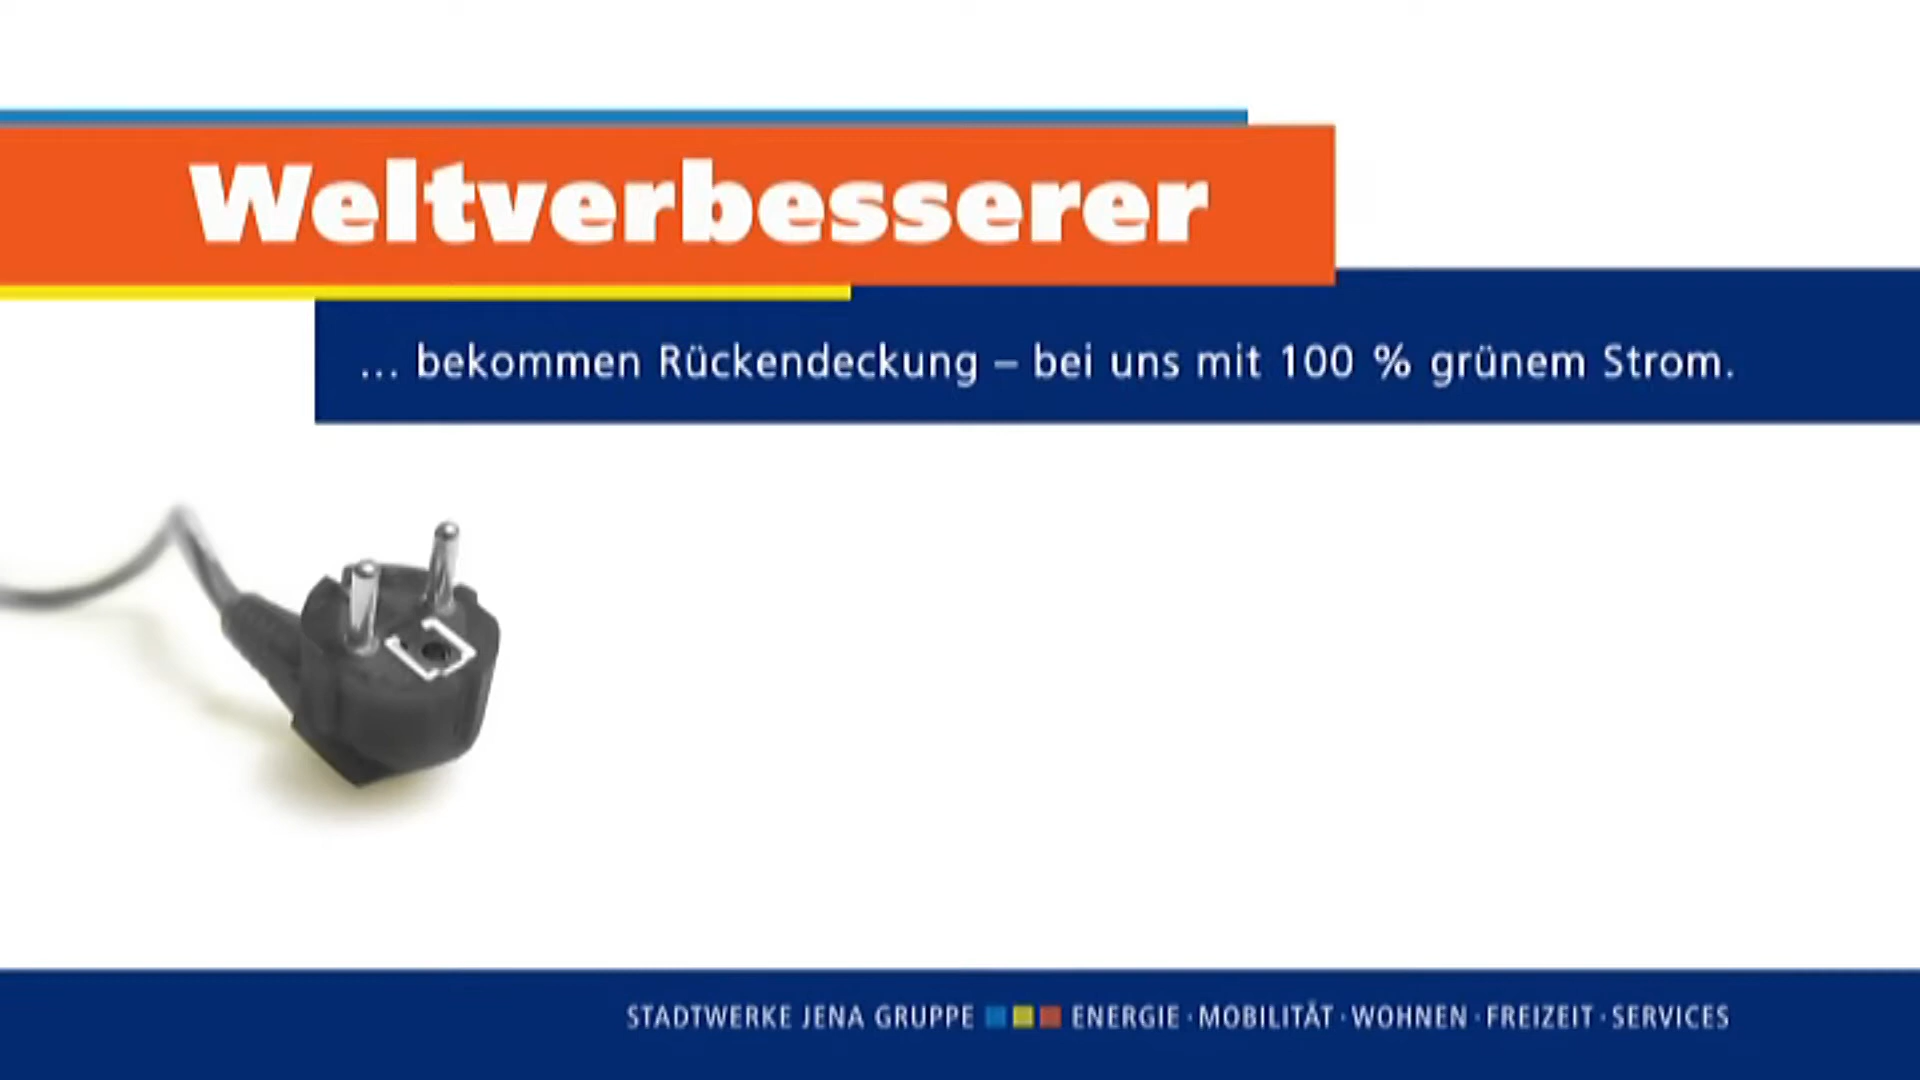 Weltverbesserer
... bekommen Rückendeckung – bei uns mit 100 % grünem Strom.
STADTWERKE JENA GRUPPE ENERGIE · MOBILITÄT · WOHNEN · FREIZEIT · SERVICES